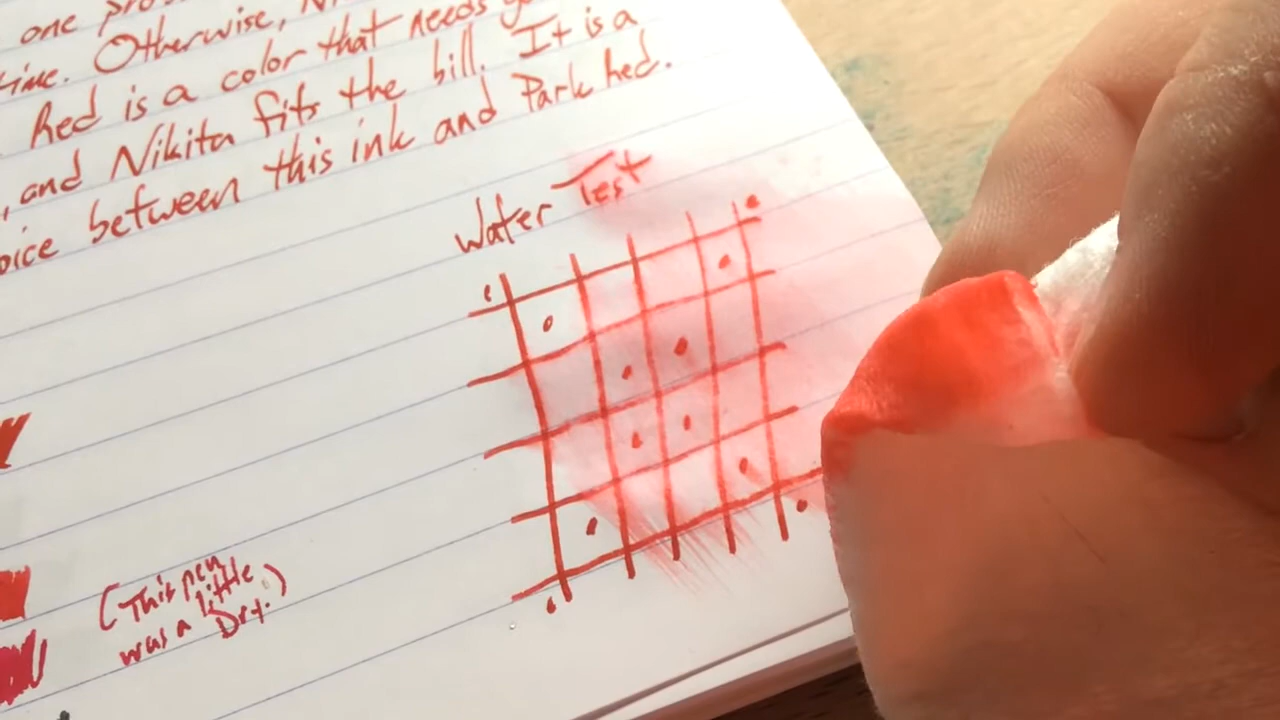 one
time. Otherwise,
Red is a color that needs
, and Nikita fits the bill. It is a
between this ink and Park Red.
Water Test
(This pen
was a little
Dry.)